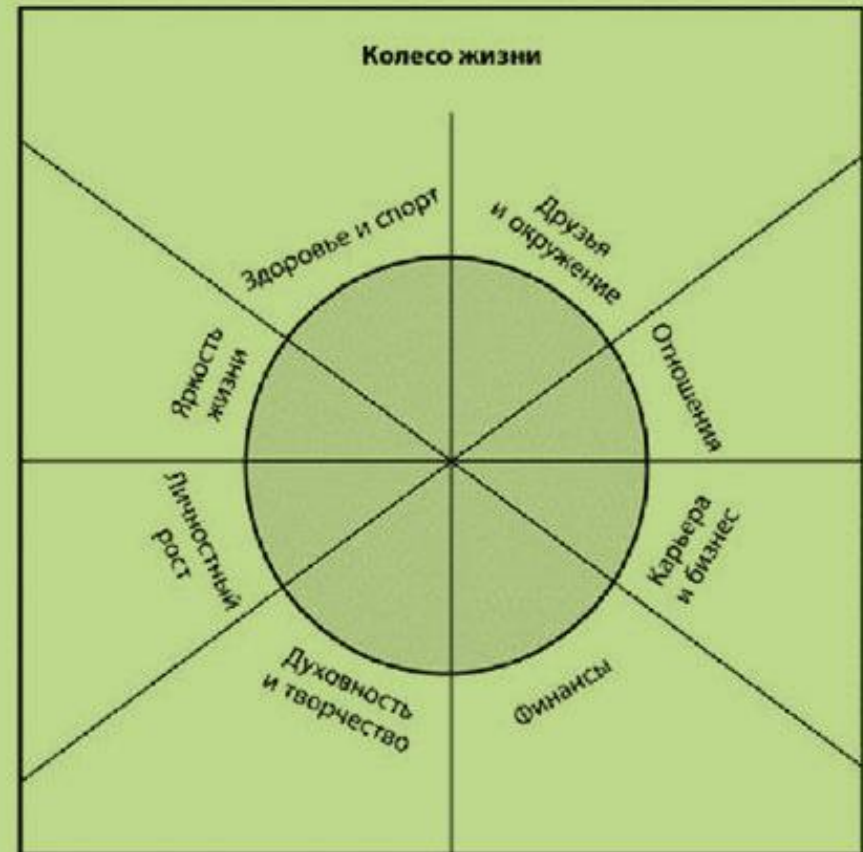 Колесо жизни
Здоровье и спорт
Друзья
и окружение
Яркость
жизни
Отношения
Личностный
рост
Карьера
и бизнес
Духовность
и творчество
Финансы